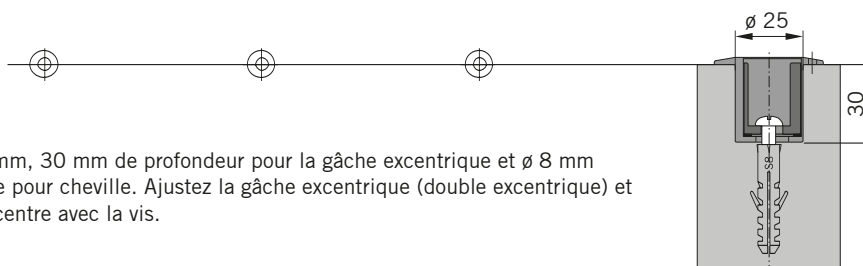 ø 25
30
mm, 30 mm de profondeur pour la gâche excentrique et ø 8 mm
pour cheville. Ajustez la gâche excentrique (double excentrique) et
centre avec la vis.
S8